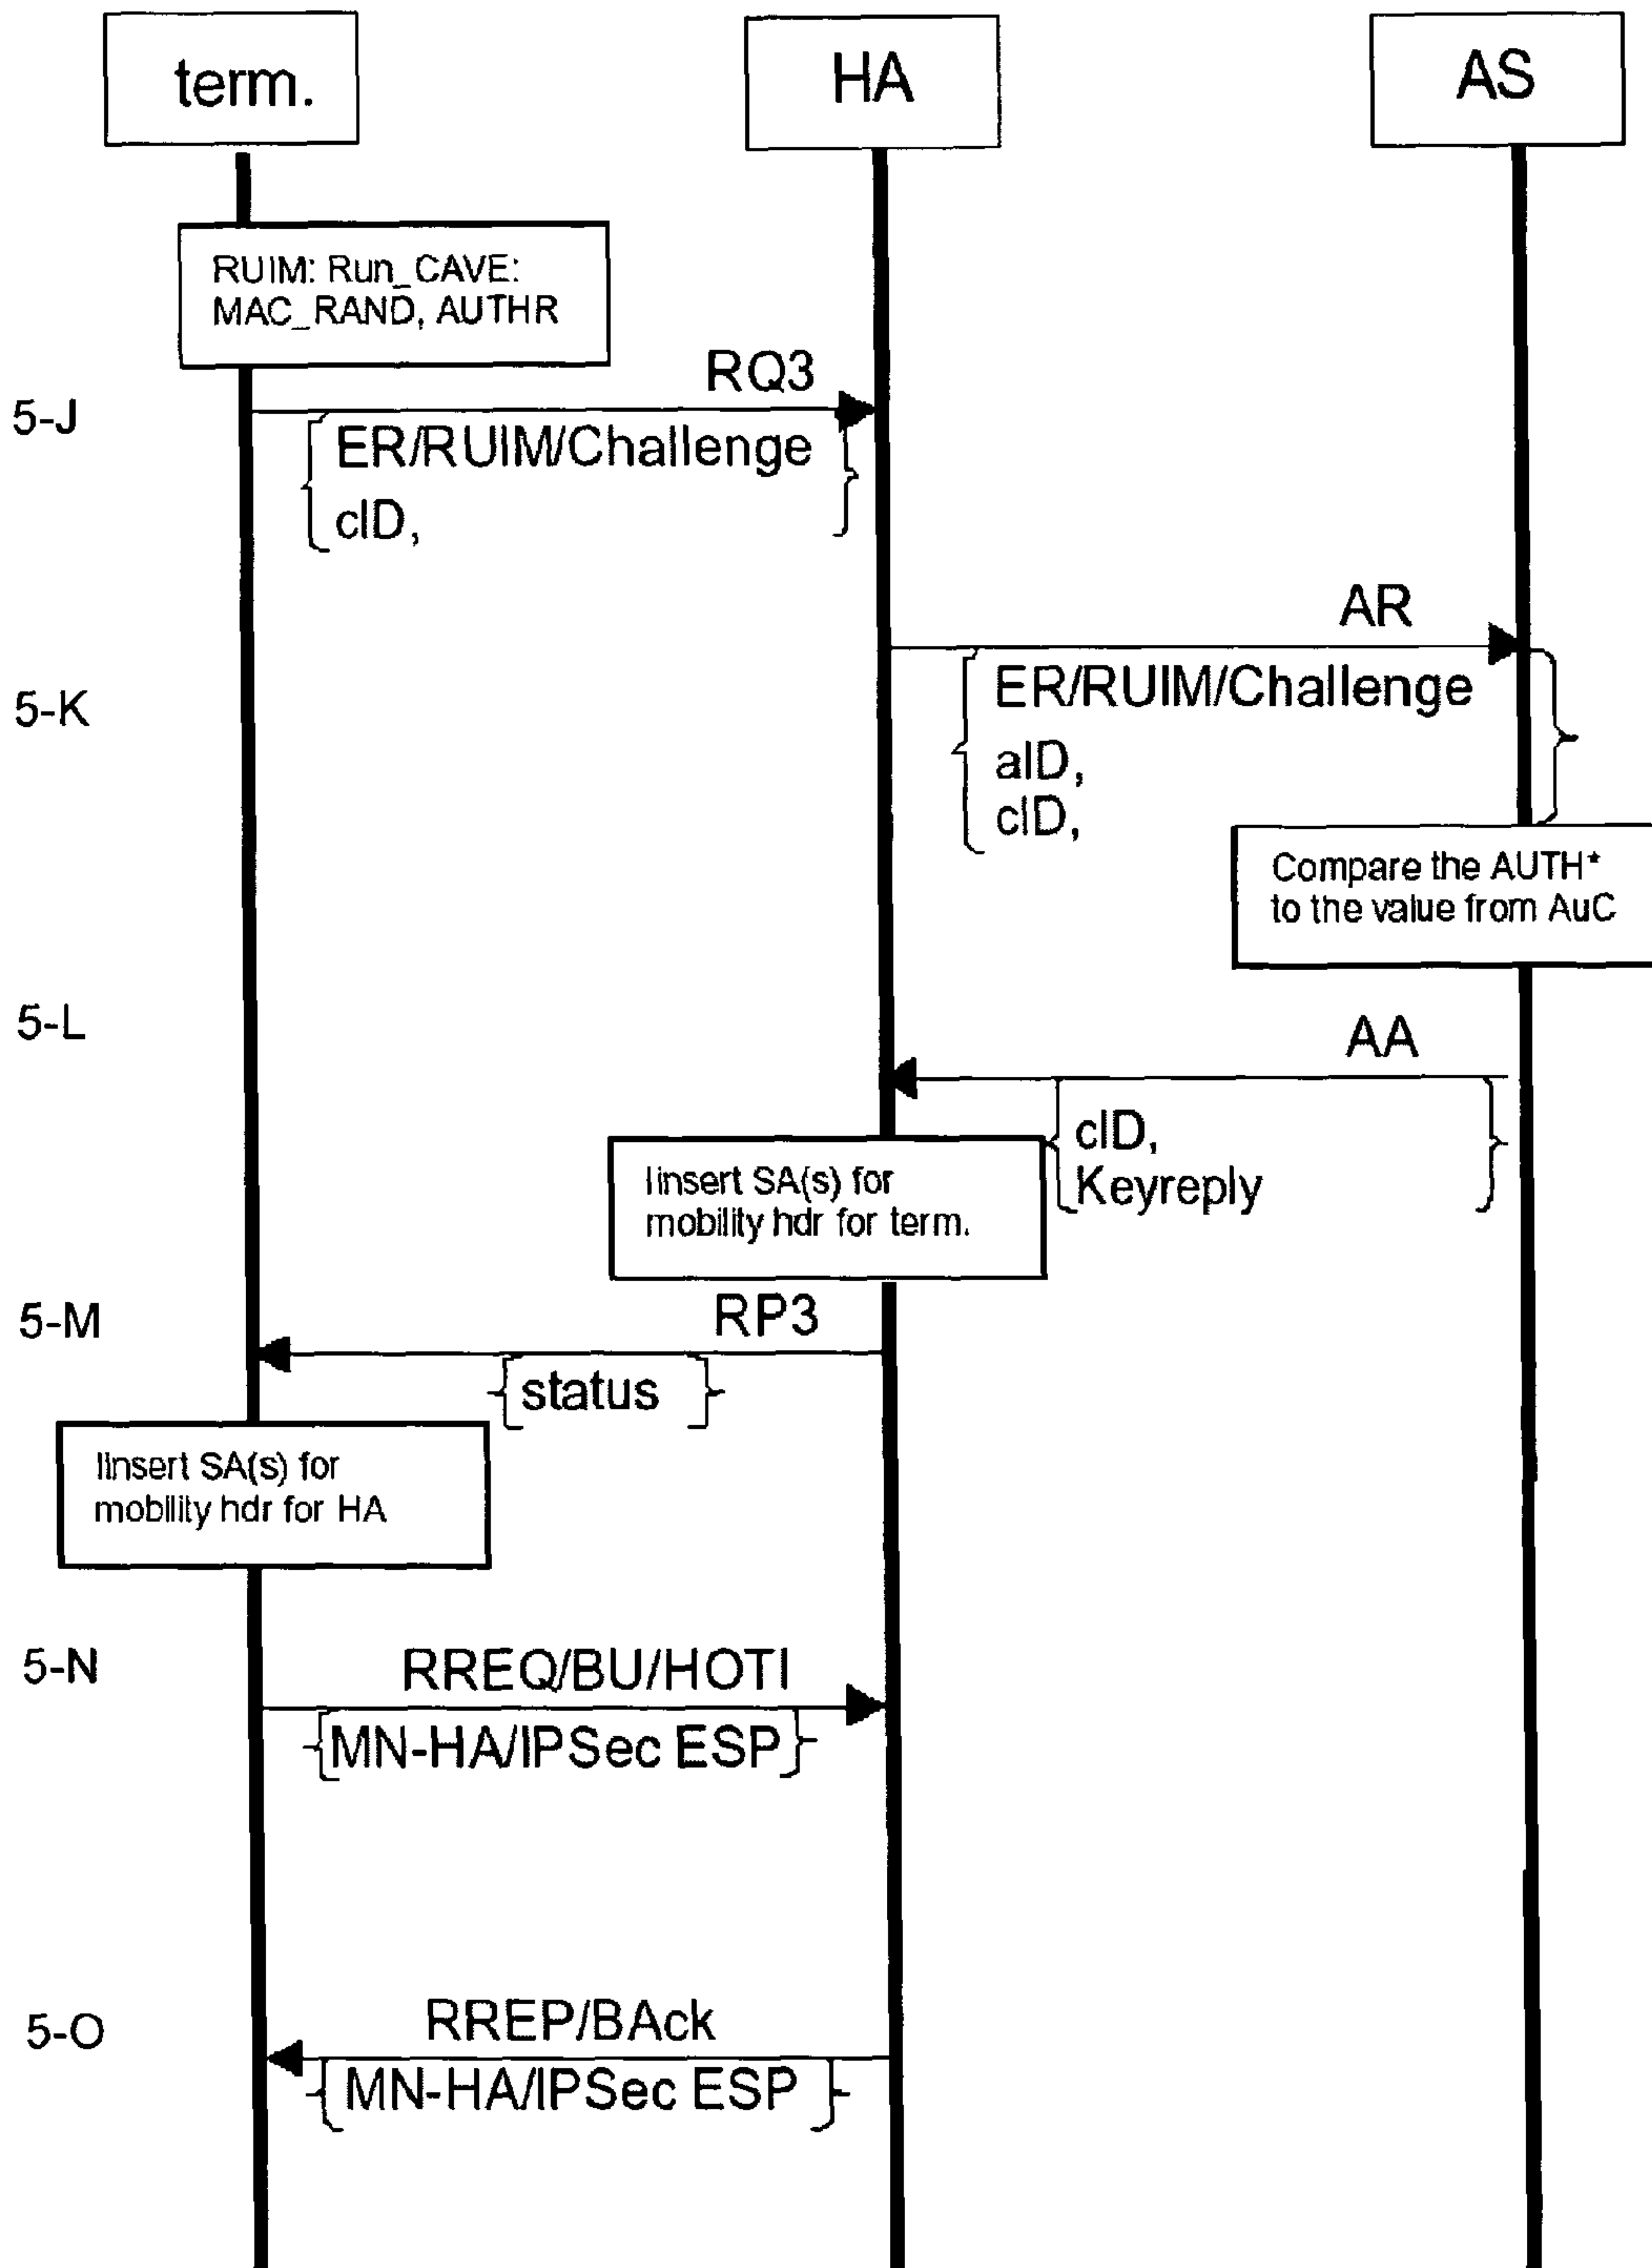 term.
HA
AS
RUIM: Run_CAVE:
MAC_RAND, AUTHR
RQ3
5-J
ER/RUIM/Challenge
cID,
AR
5-K
ER/RUIM/Challenge
aID,
cID,
Compare the AUTH*
to the value from AuC
5-L
AA
cID,
Keyreply
Iinsert SA(s) for
mobility hdr for term.
5-M
RP3
status
Iinsert SA(s) for
mobility hdr for HA
5-N
RREQ/BU/HOTI
MN-HA/IPSec ESP
5-O
RREP/BAck
MN-HA/IPSec ESP